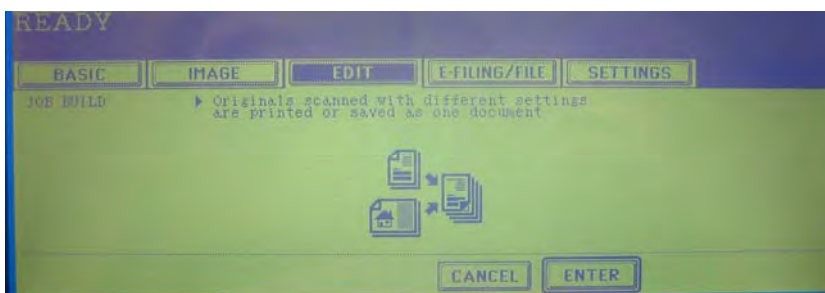 READY
BASIC IMAGE EDIT E-FILING/FILE SETTINGS
JOB BUILD ▶ Originals scanned with different settings
are printed or saved as one document
CANCEL ENTER